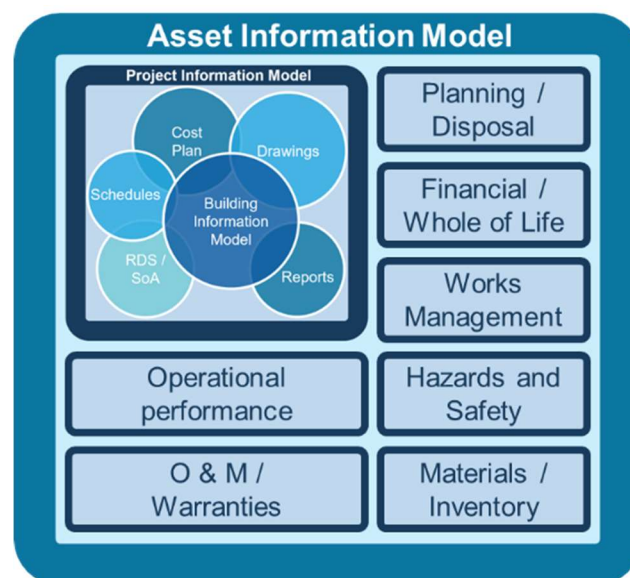 Asset Information Model
Project Information Model
Cost
Plan
Drawings
Schedules
Building
Information
Model
RDS /
SoA
Reports
Planning /
Disposal
Financial /
Whole of Life
Works
Management
Operational
performance
Hazards and
Safety
O & M /
Warranties
Materials /
Inventory